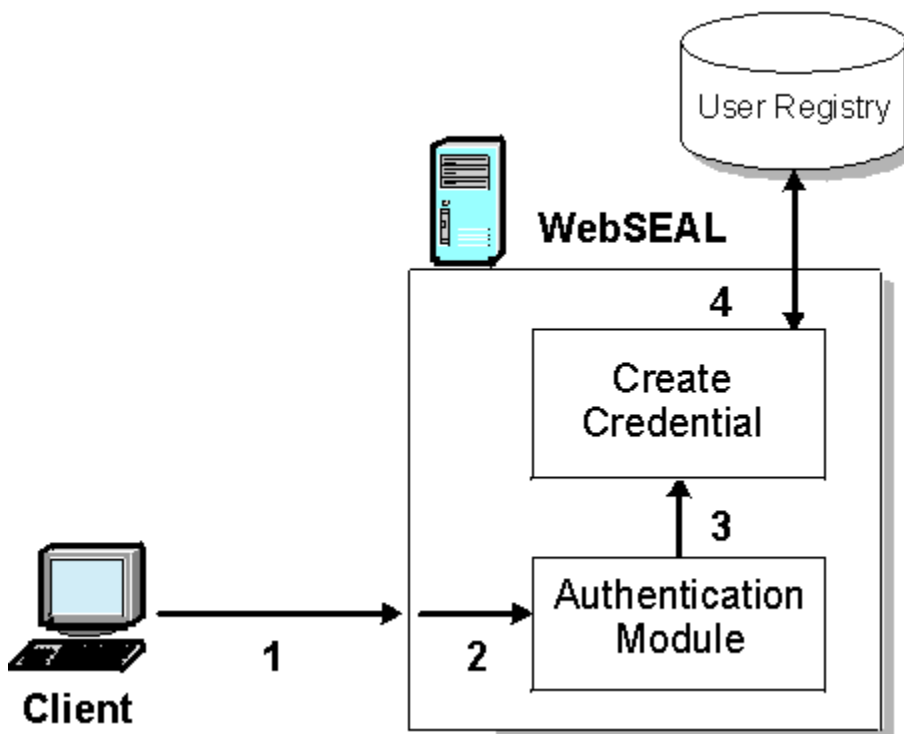 User Registry
WebSEAL
4
Create
Credential
3
Authentication
Module
1
2
Client